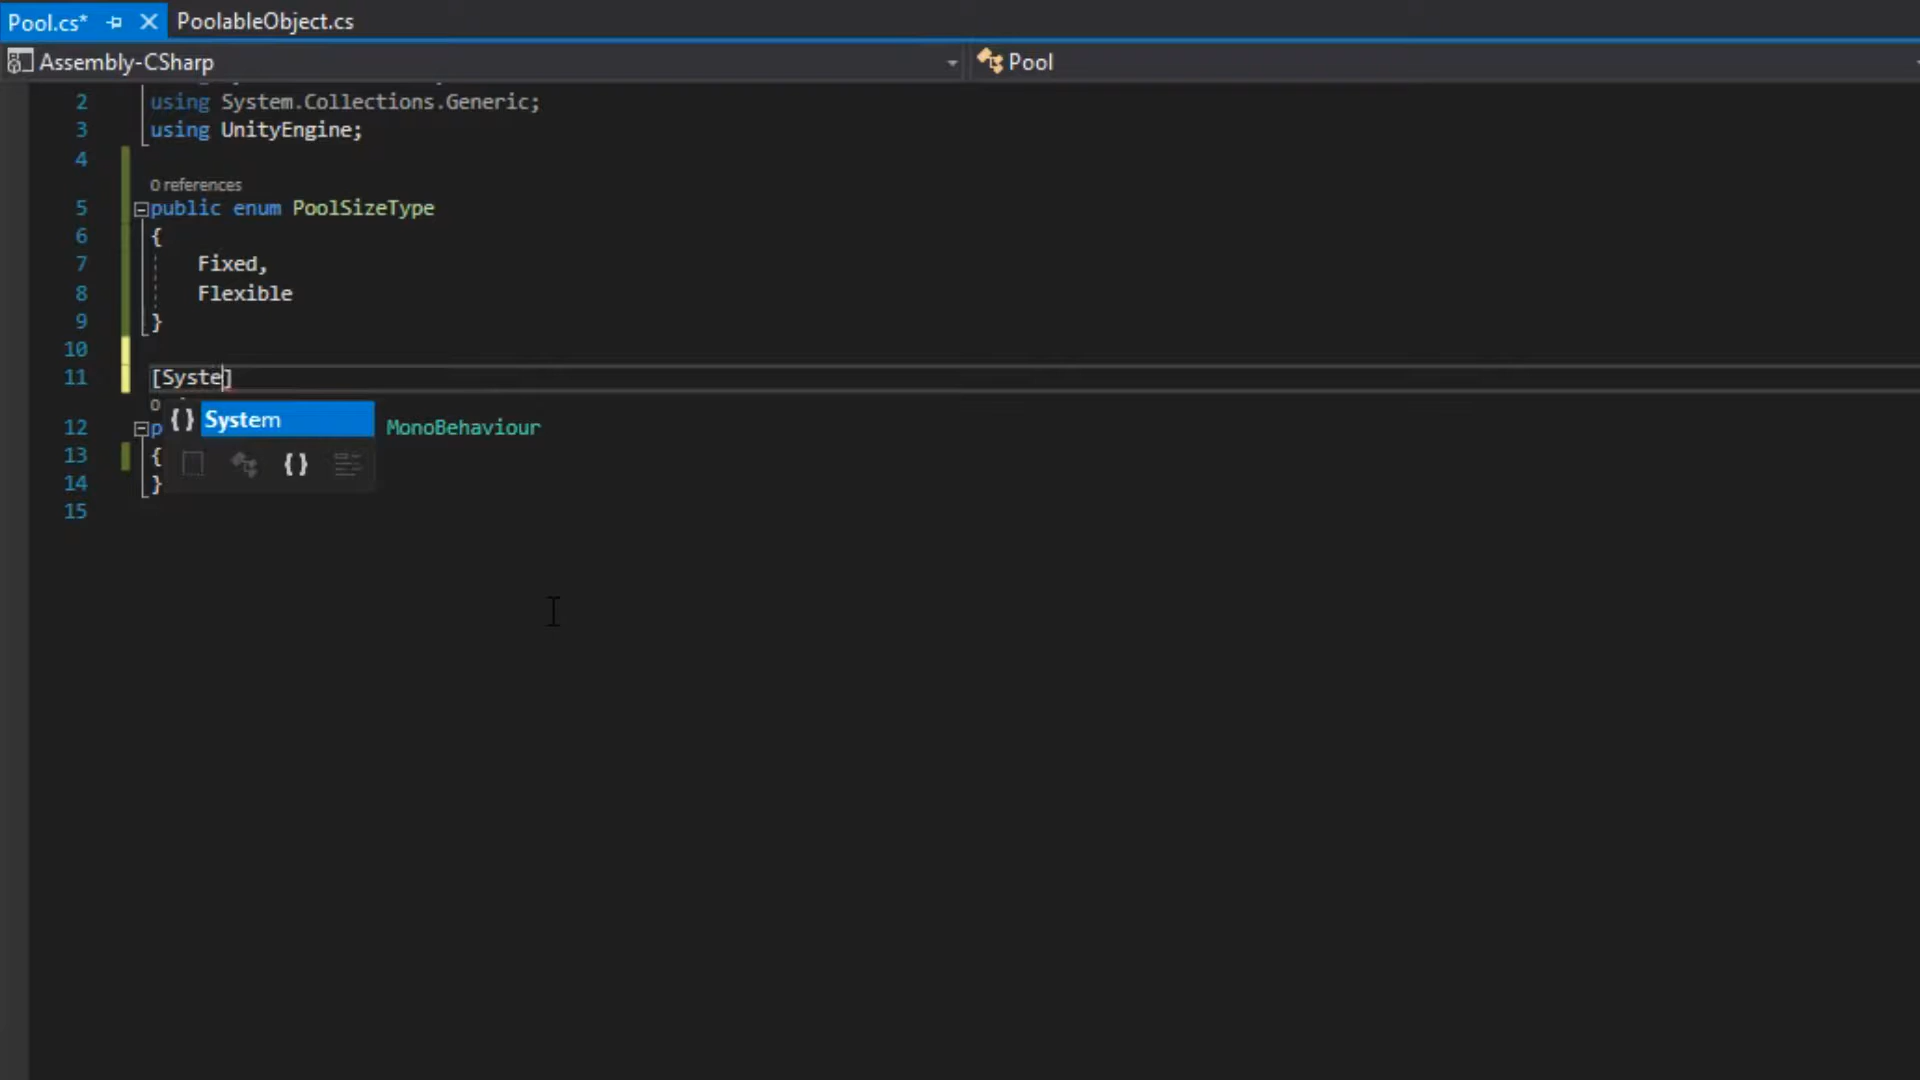 Pool.cs* PoolableObject.cs
Assembly-CSharp Pool
2 using System.Collections.Generic;
3 using UnityEngine;
4
0 references
5 public enum PoolSizeType
6 {
7 Fixed,
8 Flexible
9 }
10
11 [Syste]
0
{} System
12 p MonoBehaviour
13 {
{}
14 }
15